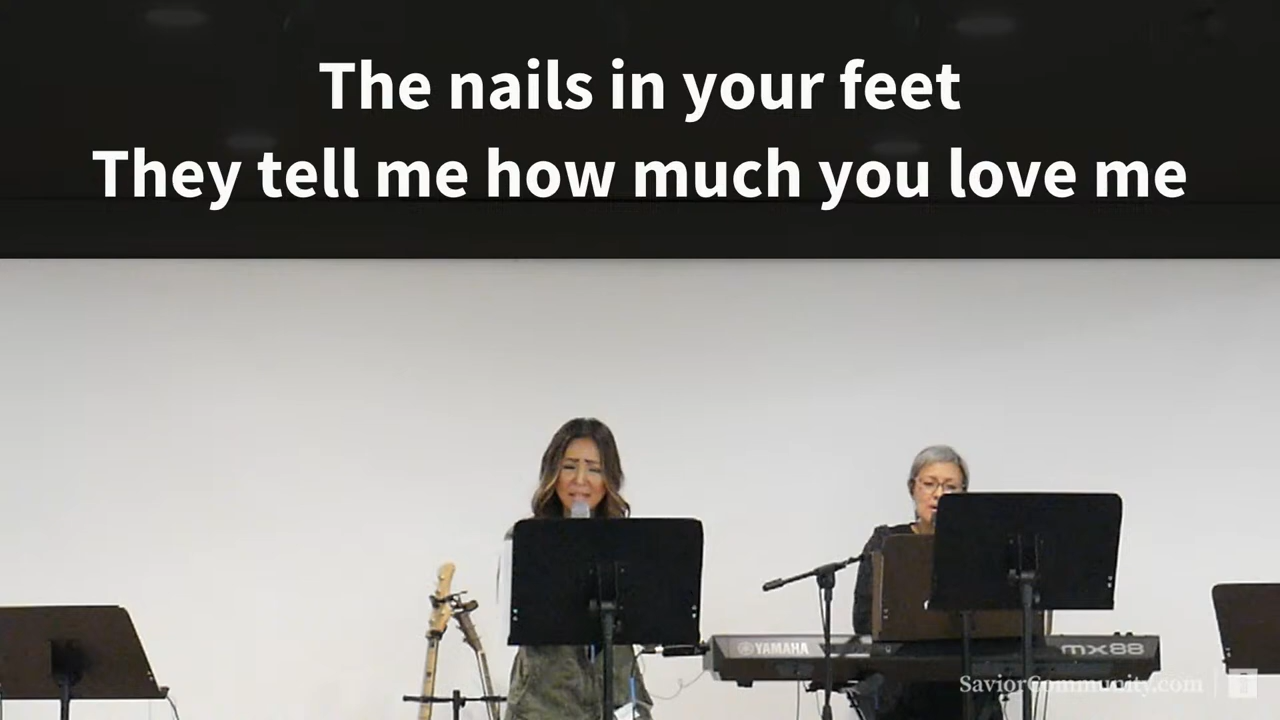 The nails in your feet
They tell me how much you love me
YAMAHA
mx88
SaviorCommunity.com